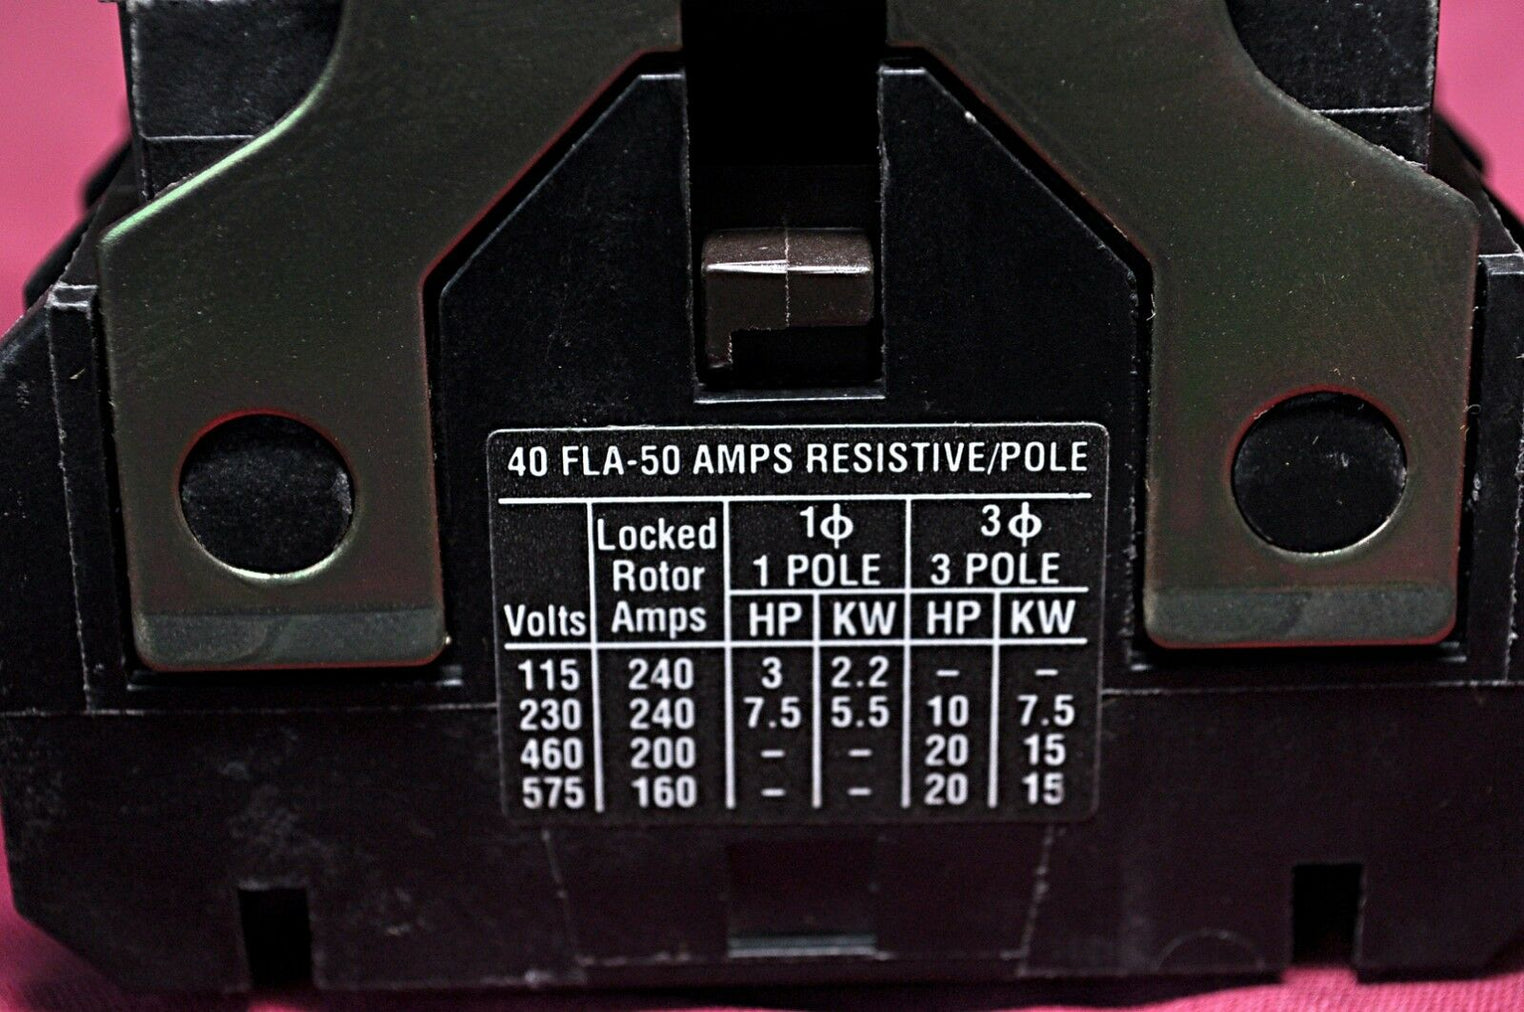 40 FLA-50 AMPS RESISTIVE/POLE
Volts Locked Rotor Amps 1ϕ 1 POLE 3ϕ 3 POLE
HP KW HP KW
115 240 3 2.2 – –
230 240 7.5 5.5 10 7.5
460 200 – – 20 15
575 160 – – 20 15